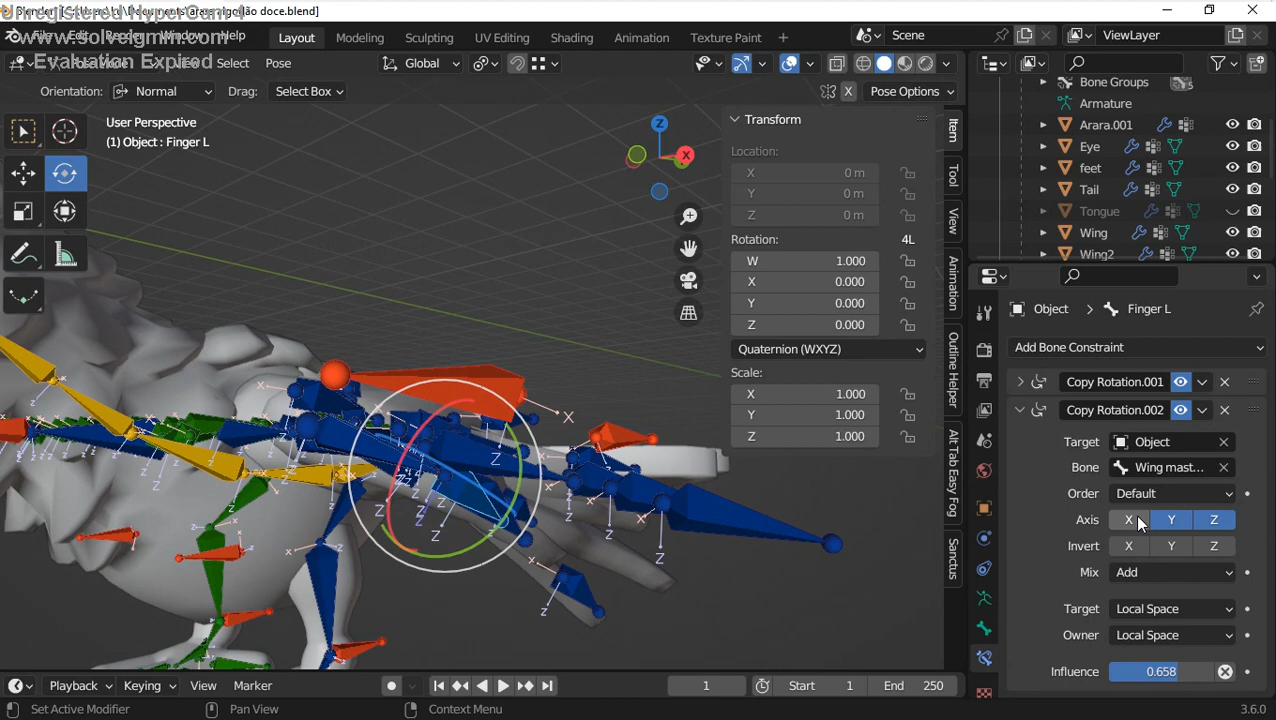 Unregistered HyperCam 4
www.solveigmm.com
Evaluation Expired
algodão doce.blend]
Help
Layout
Modeling
Sculpting
UV Editing
Shading
Animation
Texture Paint
Scene
ViewLayer
Select
Pose
Global
Orientation:
Normal
Drag:
Select Box
X
Pose Options
User Perspective
(1) Object : Finger L
Transform
Location:
X 0 m
Y 0 m
Z 0 m
Rotation: 4L
W 1.000
X 0.000
Y 0.000
Z 0.000
Quaternion (WXYZ)
Scale:
X 1.000
Y 1.000
Z 1.000
Item
Tool
View
Animation
Outline Helper
Alt Tab Easy Fog
Sanctus
Bone Groups
5
Armature
Arara.001
Eye
feet
Tail
Tongue
Wing
Wing2
Object
Finger L
Add Bone Constraint
Copy Rotation.001
Copy Rotation.002
Target Object
Bone Wing mast...
Order Default
Axis X Y Z
Invert X Y Z
Mix Add
Target Local Space
Owner Local Space
Influence 0.658
Playback
Keying
View
Marker
1
Start 1
End 250
Set Active Modifier
Pan View
Context Menu
3.6.0